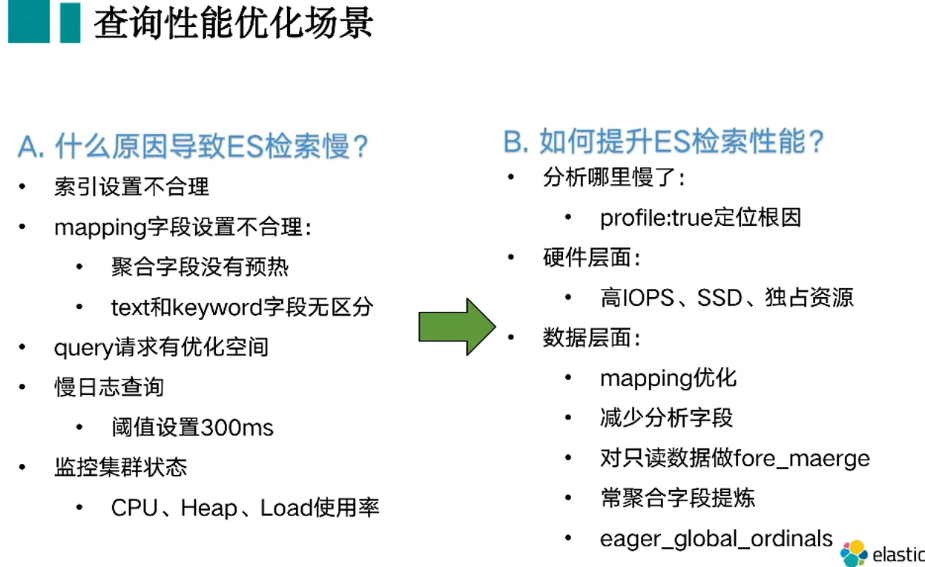 查询性能优化场景
A. 什么原因导致ES检索慢?
• 索引设置不合理
• mapping字段设置不合理:
• 聚合字段没有预热
• text和keyword字段无区分
• query请求有优化空间
• 慢日志查询
• 阈值设置300ms
• 监控集群状态
• CPU、Heap、Load使用率
B. 如何提升ES检索性能?
• 分析哪里慢了:
• profile:true定位根因
• 硬件层面:
• 高IOPS、SSD、独占资源
• 数据层面:
• mapping优化
• 减少分析字段
• 对只读数据做fore_maerge
• 常聚合字段提炼
• eager_global_ordinals
elastic